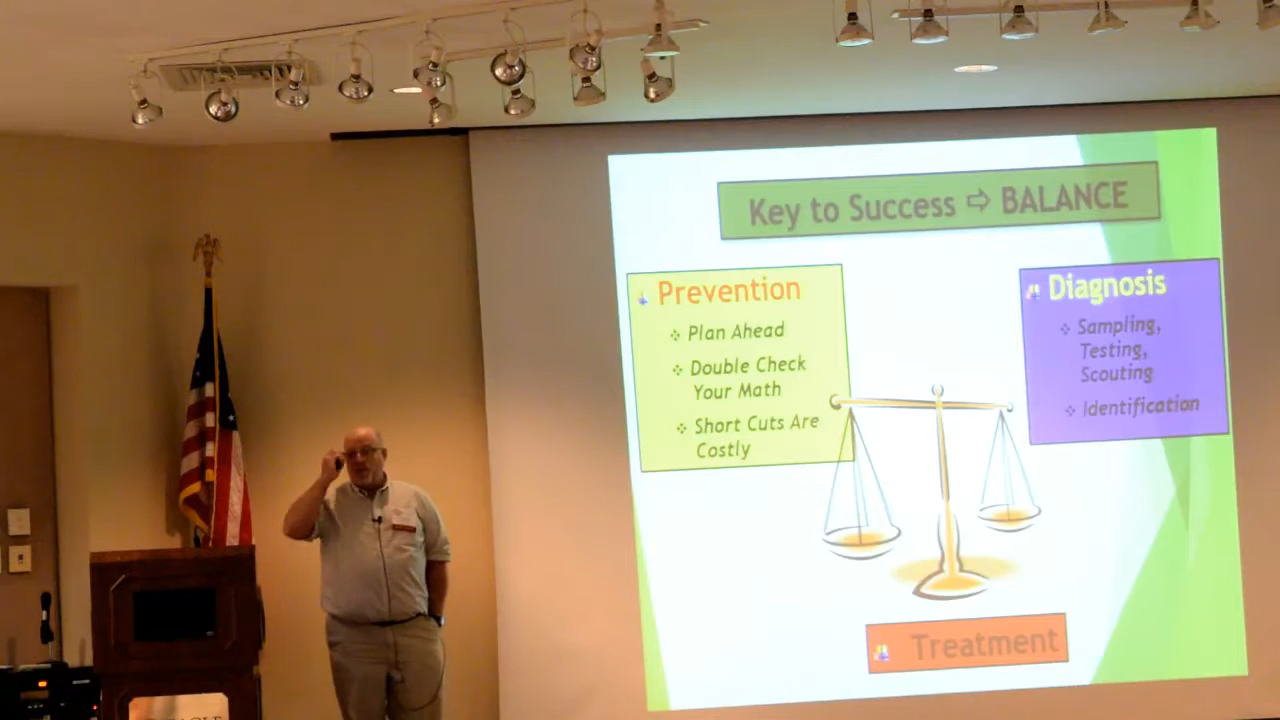 Key to Success ⇨ BALANCE
Prevention
Plan Ahead
Double Check
Your Math
Short Cuts Are
Costly
Diagnosis
Sampling,
Testing,
Scouting
Identification
Treatment